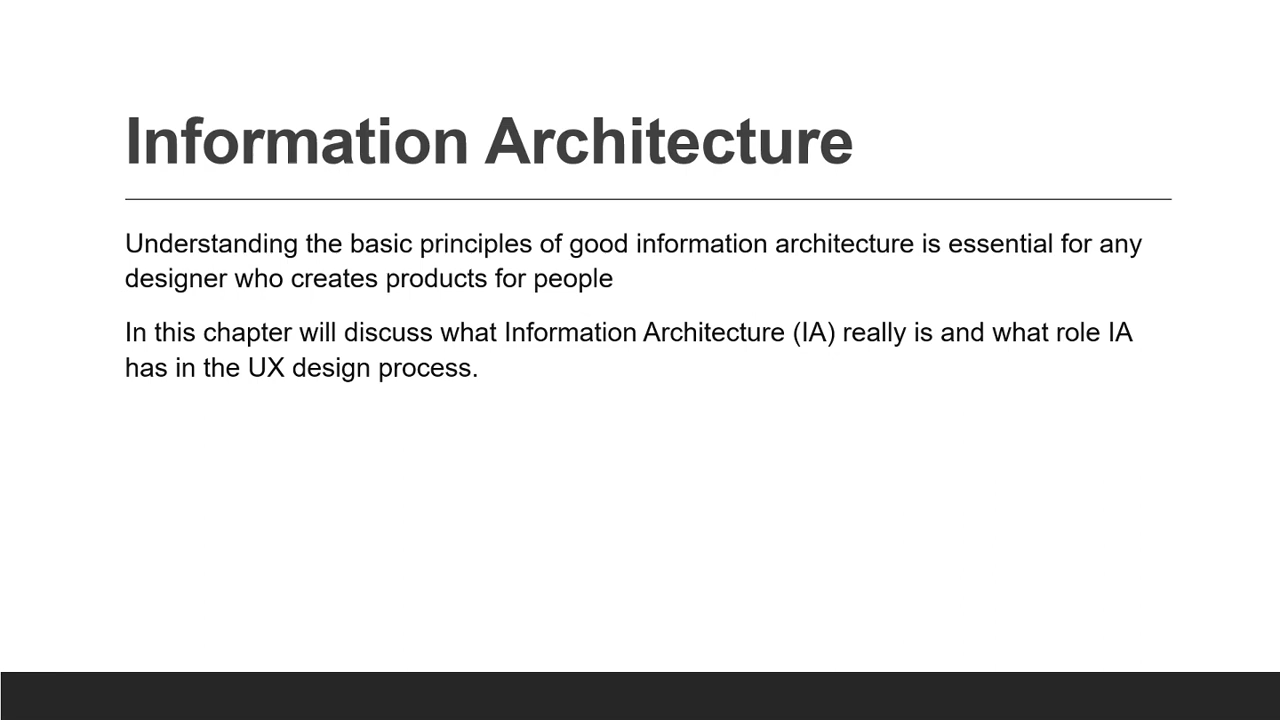 Information Architecture
Understanding the basic principles of good information architecture is essential for any
designer who creates products for people
In this chapter will discuss what Information Architecture (IA) really is and what role IA
has in the UX design process.